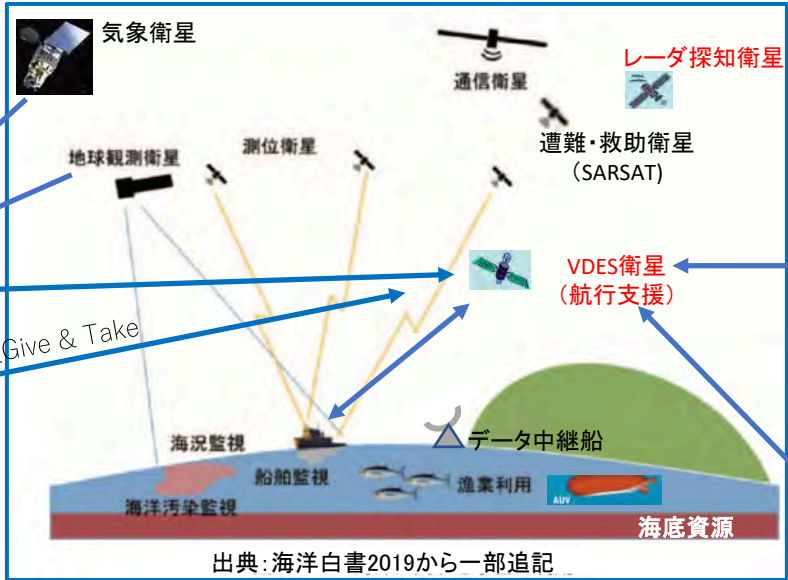 気象衛星
通信衛星
レーダ探知衛星
遭難・救助衛星
（SARSAT)
地球観測衛星
測位衛星
VDES衛星
（航行支援）
Give & Take
海況監視
船舶監視
データ中継船
漁業利用
AUV
海洋汚染監視
海底資源
出典：海洋白書2019から一部追記